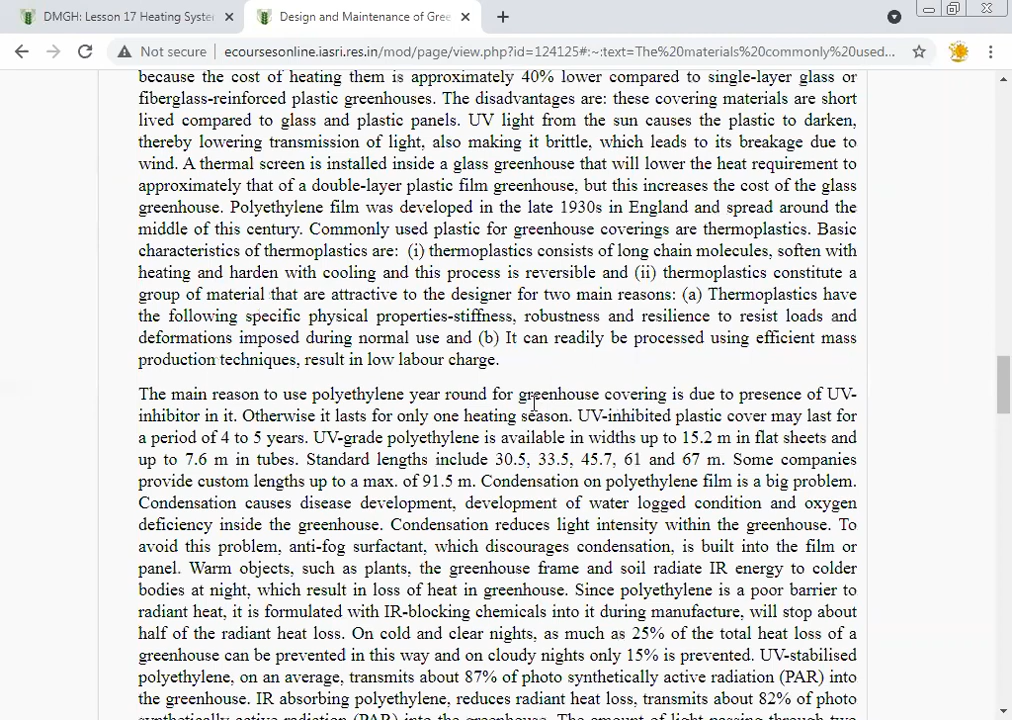 DMGH: Lesson 17 Heating Syste
Design and Maintenance of Gree
Not secure
ecoursesonline.iasri.res.in/mod/page/view.php?id=124125#:~:text=The%20materials%20commonly%20used...
because the cost of heating them is approximately 40% lower compared to single-layer glass or
fiberglass-reinforced plastic greenhouses. The disadvantages are: these covering materials are short
lived compared to glass and plastic panels. UV light from the sun causes the plastic to darken,
thereby lowering transmission of light, also making it brittle, which leads to its breakage due to
wind. A thermal screen is installed inside a glass greenhouse that will lower the heat requirement to
approximately that of a double-layer plastic film greenhouse, but this increases the cost of the glass
greenhouse. Polyethylene film was developed in the late 1930s in England and spread around the
middle of this century. Commonly used plastic for greenhouse coverings are thermoplastics. Basic
characteristics of thermoplastics are: (i) thermoplastics consists of long chain molecules, soften with
heating and harden with cooling and this process is reversible and (ii) thermoplastics constitute a
group of material that are attractive to the designer for two main reasons: (a) Thermoplastics have
the following specific physical properties-stiffness, robustness and resilience to resist loads and
deformations imposed during normal use and (b) It can readily be processed using efficient mass
production techniques, result in low labour charge.
The main reason to use polyethylene year round for greenhouse covering is due to presence of UV-
inhibitor in it. Otherwise it lasts for only one heating season. UV-inhibited plastic cover may last for
a period of 4 to 5 years. UV-grade polyethylene is available in widths up to 15.2 m in flat sheets and
up to 7.6 m in tubes. Standard lengths include 30.5, 33.5, 45.7, 61 and 67 m. Some companies
provide custom lengths up to a max. of 91.5 m. Condensation on polyethylene film is a big problem.
Condensation causes disease development, development of water logged condition and oxygen
deficiency inside the greenhouse. Condensation reduces light intensity within the greenhouse. To
avoid this problem, anti-fog surfactant, which discourages condensation, is built into the film or
panel. Warm objects, such as plants, the greenhouse frame and soil radiate IR energy to colder
bodies at night, which result in loss of heat in greenhouse. Since polyethylene is a poor barrier to
radiant heat, it is formulated with IR-blocking chemicals into it during manufacture, will stop about
half of the radiant heat loss. On cold and clear nights, as much as 25% of the total heat loss of a
greenhouse can be prevented in this way and on cloudy nights only 15% is prevented. UV-stabilised
polyethylene, on an average, transmits about 87% of photo synthetically active radiation (PAR) into
the greenhouse. IR absorbing polyethylene, reduces radiant heat loss, transmits about 82% of photo
synthetically active radiation (PAR) into the greenhouse. The amount of light passing through two